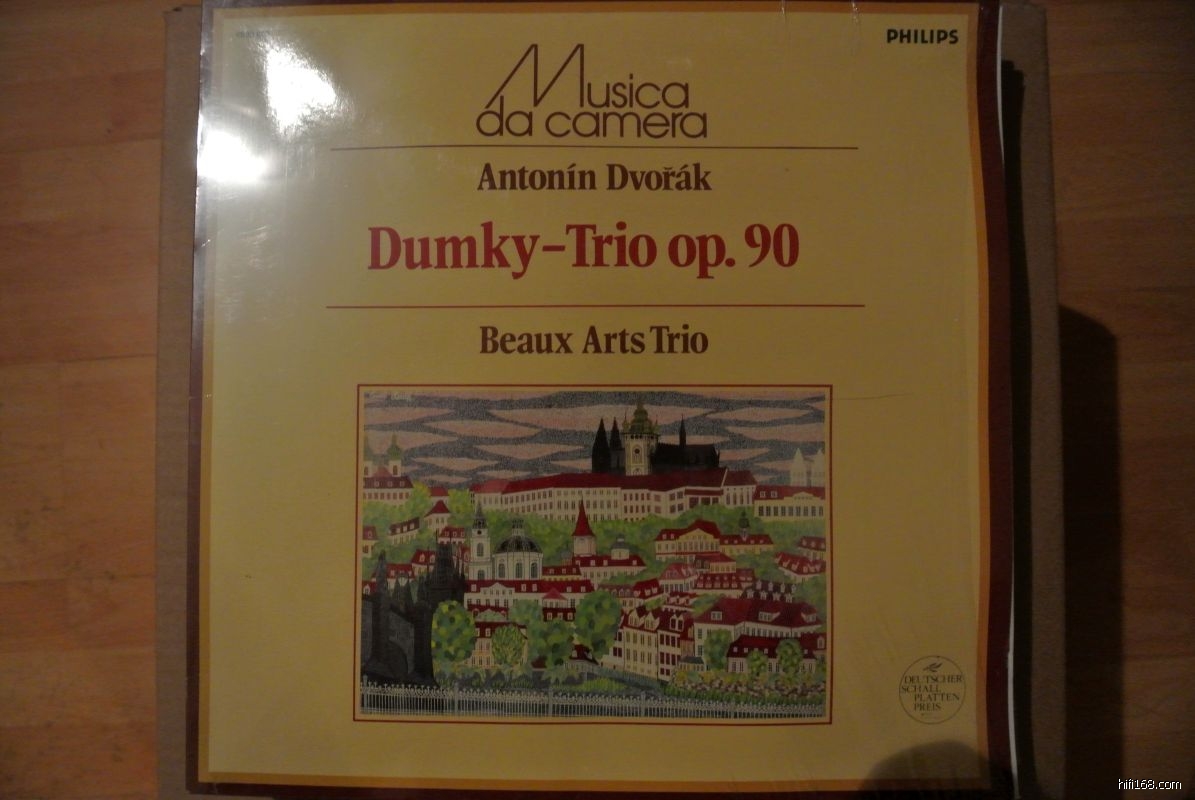 PHILIPS
Musica
da camera
Antonín Dvořák
Dumky-Trio op. 90
Beaux Arts Trio
DEUTSCHER
SCHALL
PLATTEN
PREIS
hifi168.com